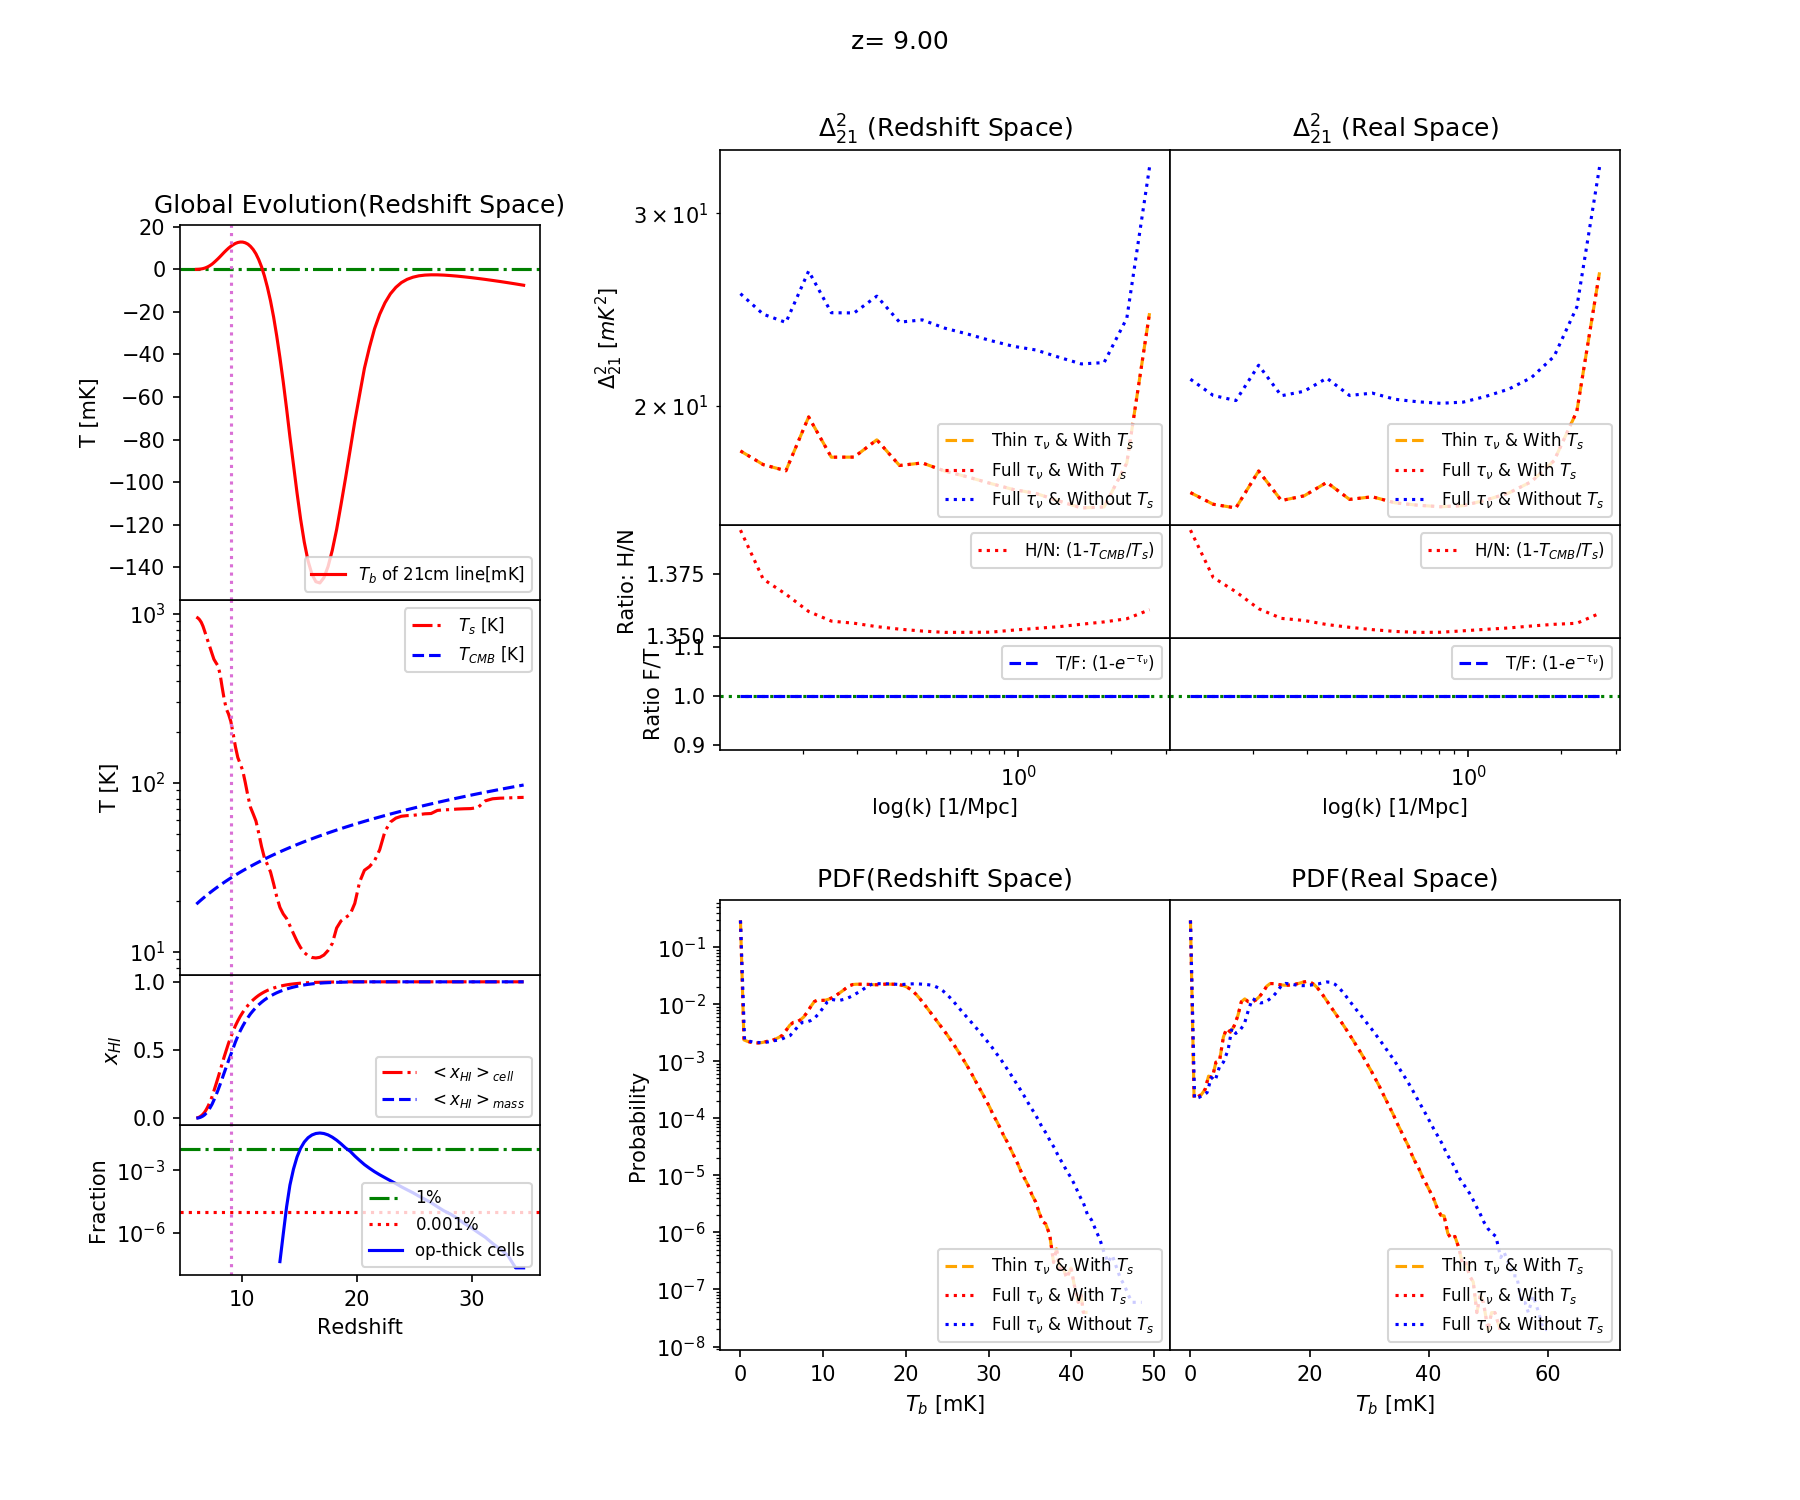 z= 9.00
Global Evolution(Redshift Space)
20
0
−20
−40
−60
−80
−100
−120
−140
T [mK]
T_b of 21cm line[mK]
10^3
10^2
10^1
T [K]
T_s [K]
T_CMB [K]
1.0
0.5
0.0
x_HI
< x_HI >_cell
< x_HI >_mass
10^−3
10^−6
Fraction
1%
0.001%
op-thick cells
10
20
30
Redshift
Δ^2_21 (Redshift Space)
Δ^2_21 (Real Space)
3 × 10^1
2 × 10^1
Δ^2_21 [mK^2]
Thin τ_ν & With T_s
Full τ_ν & With T_s
Full τ_ν & Without T_s
Thin τ_ν & With T_s
Full τ_ν & With T_s
Full τ_ν & Without T_s
1.375
1.350
Ratio: H/N
H/N: (1-T_CMB/T_s)
H/N: (1-T_CMB/T_s)
1.1
1.0
0.9
Ratio F/T
T/F: (1-e^−τ_ν)
T/F: (1-e^−τ_ν)
10^0
10^0
log(k) [1/Mpc]
log(k) [1/Mpc]
PDF(Redshift Space)
PDF(Real Space)
10^−1
10^−2
10^−3
10^−4
10^−5
10^−6
10^−7
10^−8
Probability
Thin τ_ν & With T_s
Full τ_ν & With T_s
Full τ_ν & Without T_s
Thin τ_ν & With T_s
Full τ_ν & With T_s
Full τ_ν & Without T_s
0
10
20
30
40
50
0
20
40
60
T_b [mK]
T_b [mK]